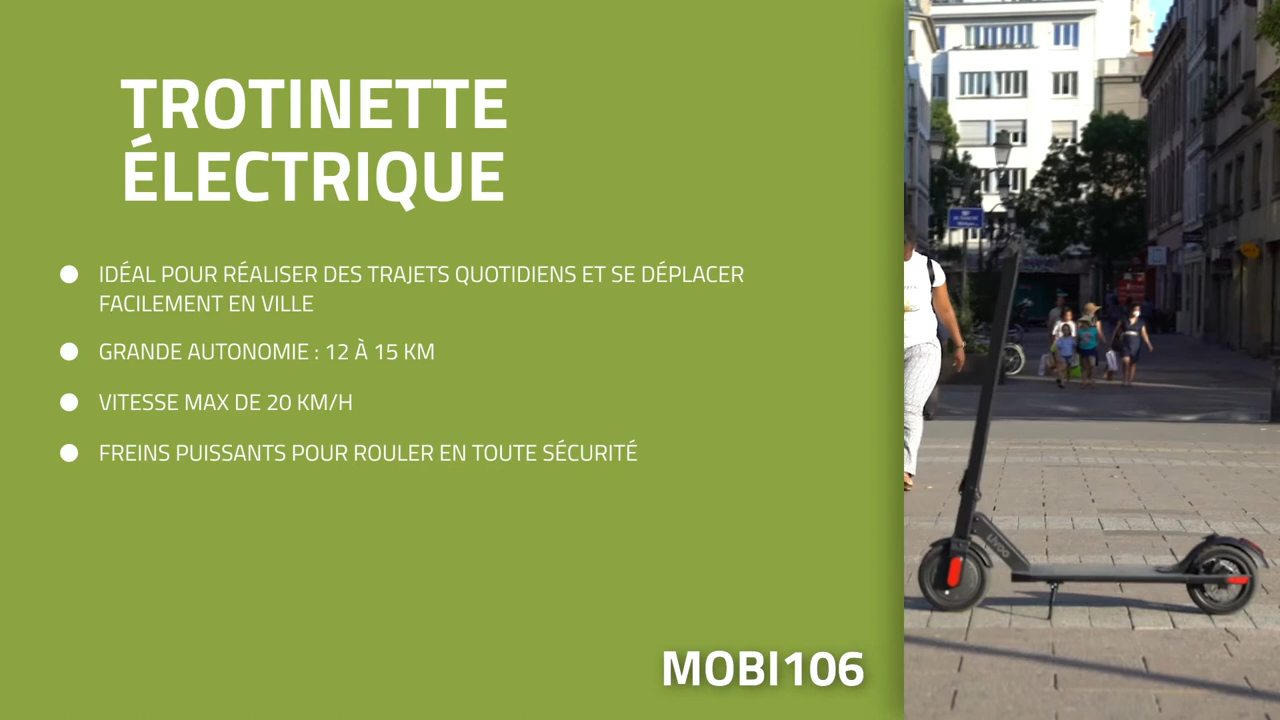 TROTINETTE
ÉLECTRIQUE
IDÉAL POUR RÉALISER DES TRAJETS QUOTIDIENS ET SE DÉPLACER
FACILEMENT EN VILLE
GRANDE AUTONOMIE : 12 À 15 KM
VITESSE MAX DE 20 KM/H
FREINS PUISSANTS POUR ROULER EN TOUTE SÉCURITÉ
MOBI106
LIVOO